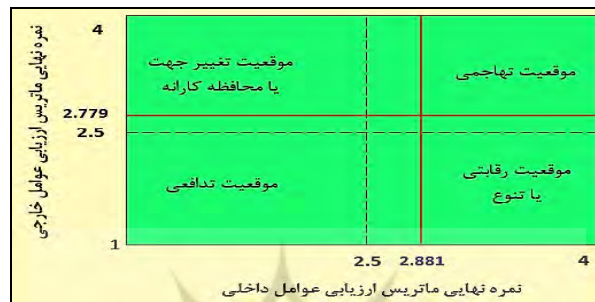 نمره نهایی ماتریس ارزیابی عوامل خارجی
4
2.779
2.5
1
موقعیت تهاجمی
موقعیت تغییر جهت
یا محافظه کارانه
موقعیت رقابتی
یا تنوع
موقعیت تدافعی
2.5
2.881
4
نمره نهایی ماتریس ارزیابی عوامل داخلی